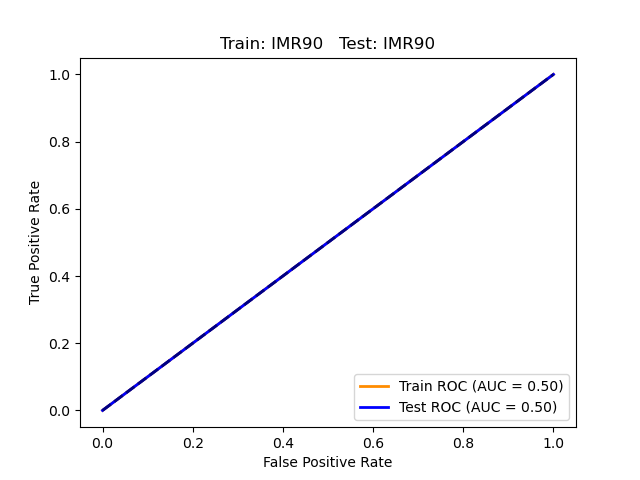 Train: IMR90   Test: IMR90
True Positive Rate
1.0
0.8
0.6
0.4
0.2
0.0
Train ROC (AUC = 0.50)
Test ROC (AUC = 0.50)
0.0 0.2 0.4 0.6 0.8 1.0
False Positive Rate